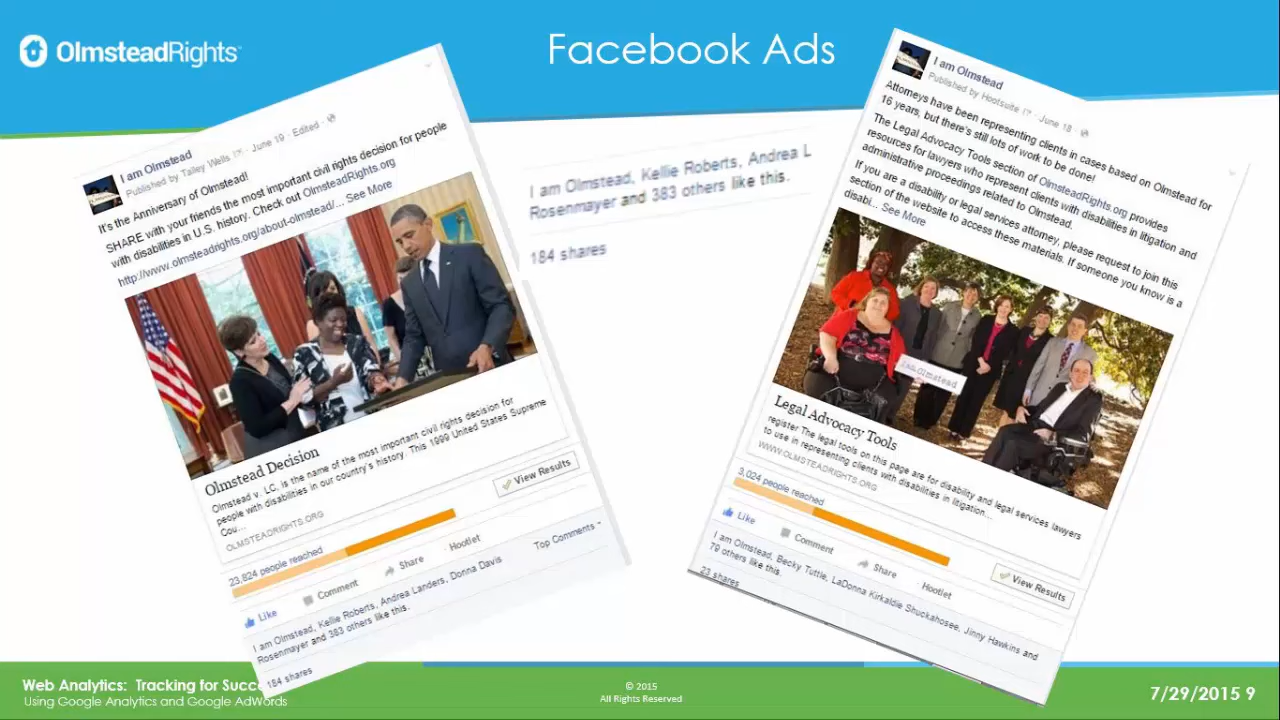 OlmsteadRights
Facebook Ads
I am Olmstead
Published by Talley Wells · June 19 · Edited ·
It's the Anniversary of Olmstead!
SHARE with your friends the most important civil rights decision for people
with disabilities in U.S. history. Check out OlmsteadRights.org
http://www.olmsteadrights.org/about-olmstead/... See More
Olmstead Decision
Olmstead v. LC, is the name of the most important civil rights decision for
people with disabilities in our country's history. This 1999 United States Supreme
Cou...
OLMSTEADRIGHTS.ORG
View Results
23,824 people reached
Like
Comment
Share
· Hootlet
Top Comments
I am Olmstead, Kellie Roberts, Andrea Landers, Donna Davis
Rosenmayer and 383 others like this.
184 shares
I am Olmstead, Kellie Roberts, Andrea L
Rosenmayer and 383 others like this.
184 shares
I am Olmstead
Published by Hootsuite · June 18 ·
Attorneys have been representing clients in cases based on Olmstead for
16 years, but there's still lots of work to be done!
The Legal Advocacy Tools section of OlmsteadRights.org provides
resources for lawyers who represent clients with disabilities in litigation and
administrative proceedings related to Olmstead.
If you are a disability or legal services attorney, please request to join this
section of the website to access these materials. If someone you know is a
disabi... See More
I am Olmstead
Legal Advocacy Tools
register The legal tools on this page are for disability and legal services lawyers
to use in representing clients with disabilities in litigation...
WWW.OLMSTEADRIGHTS.ORG
3,024 people reached
View Results
Like
Comment
Share
· Hootlet
I am Olmstead, Becky Tuttle, LaDonna Kirkaldie Shuckahosee, Jinny Hawkins and
79 others like this.
23 shares
Web Analytics: Tracking for Succ
Using Google Analytics and Google AdWords
© 2015
All Rights Reserved
7/29/2015 9